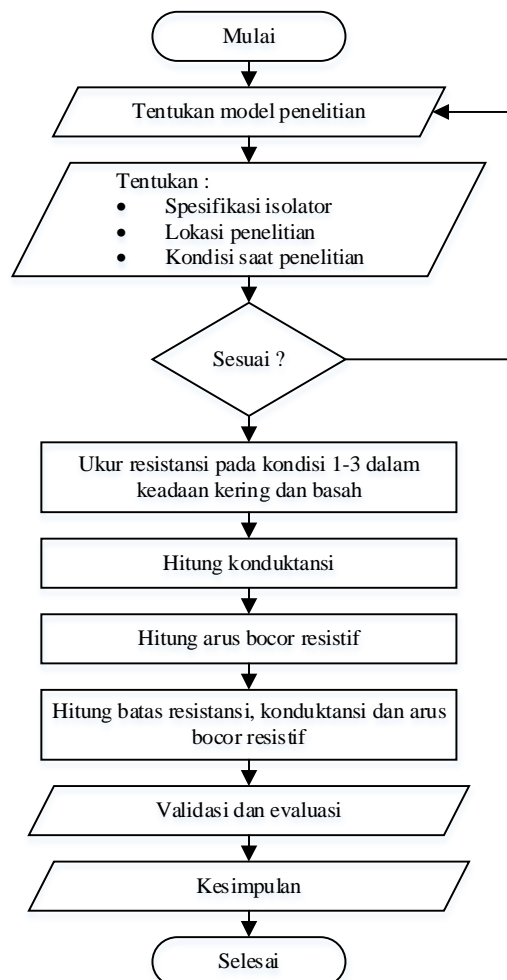 Mulai
Tentukan model penelitian
Tentukan :
• Spesifikasi isolator
• Lokasi penelitian
• Kondisi saat penelitian
Sesuai ?
Ukur resistansi pada kondisi 1-3 dalam
keadaan kering dan basah
Hitung konduktansi
Hitung arus bocor resistif
Hitung batas resistansi, konduktansi dan arus
bocor resistif
Validasi dan evaluasi
Kesimpulan
Selesai